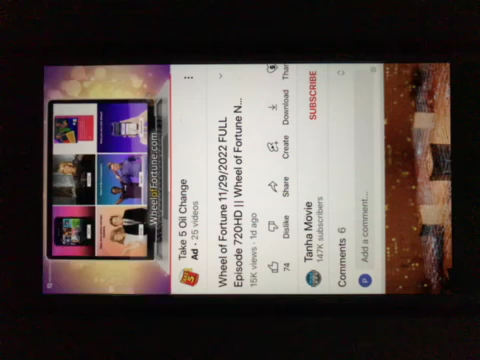 WheelofFortune.com
Take 5 Oil Change
Ad · 25 videos
Wheel of Fortune 11/29/2022 FULL
Episode 720HD || Wheel of Fortune N...
15K views · 1d ago
74
Dislike
Share
Create
Download
Than
Tanha Movie
147K subscribers
SUBSCRIBE
Comments 6
P
Add a comment...